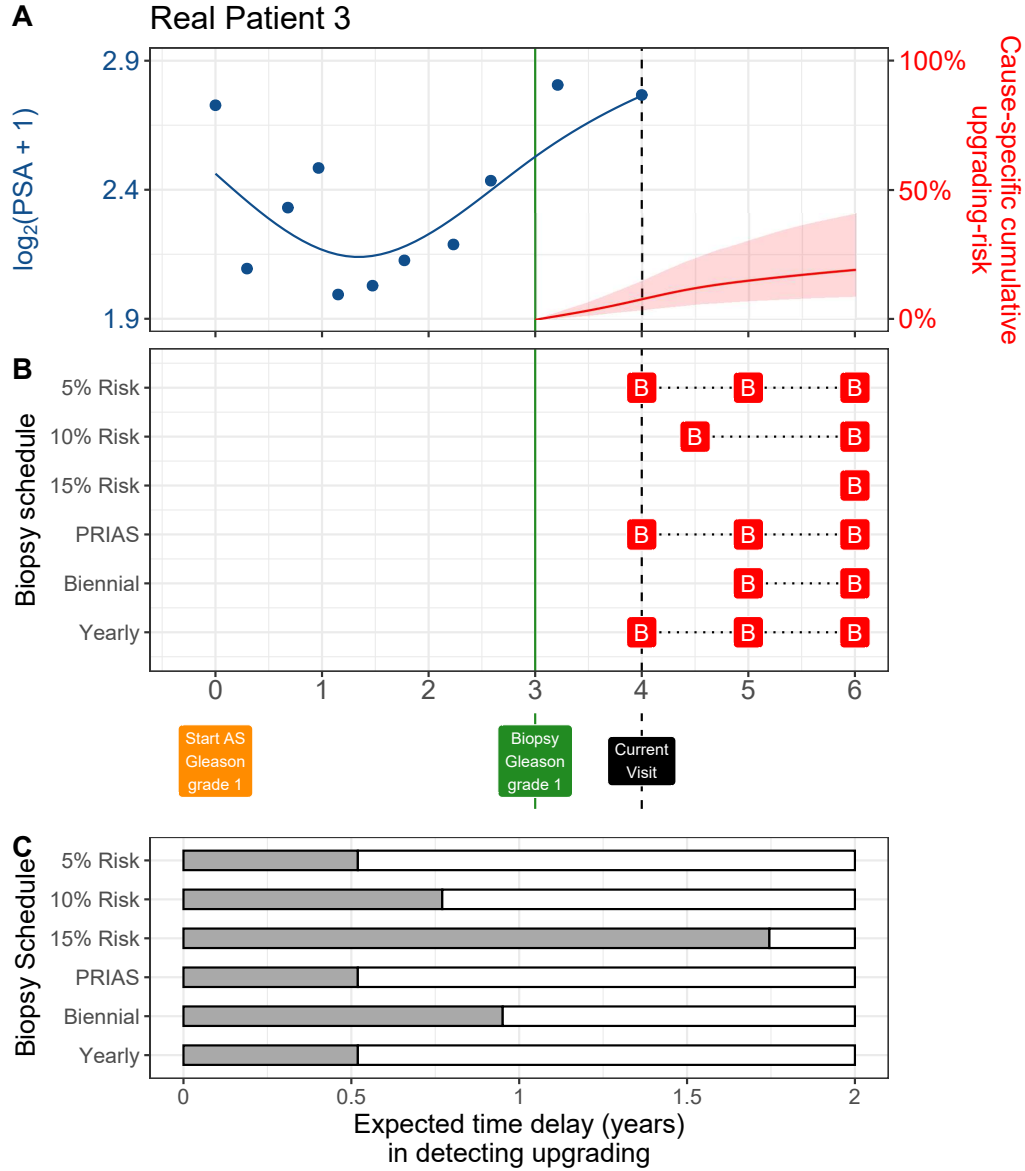 A
Real Patient 3
2.9
2.4
1.9
log₂(PSA + 1)
100%
50%
0%
Cause-specific cumulative
upgrading-risk
B
Biopsy schedule
5% Risk
B
B
B
10% Risk
B
B
15% Risk
B
PRIAS
B
B
B
Biennial
B
B
Yearly
B
B
B
0
1
2
3
4
5
6
Start AS
Gleason
grade 1
Biopsy
Gleason
grade 1
Current
Visit
C
Biopsy Schedule
5% Risk
10% Risk
15% Risk
PRIAS
Biennial
Yearly
0
0.5
1
1.5
2
Expected time delay (years)
in detecting upgrading